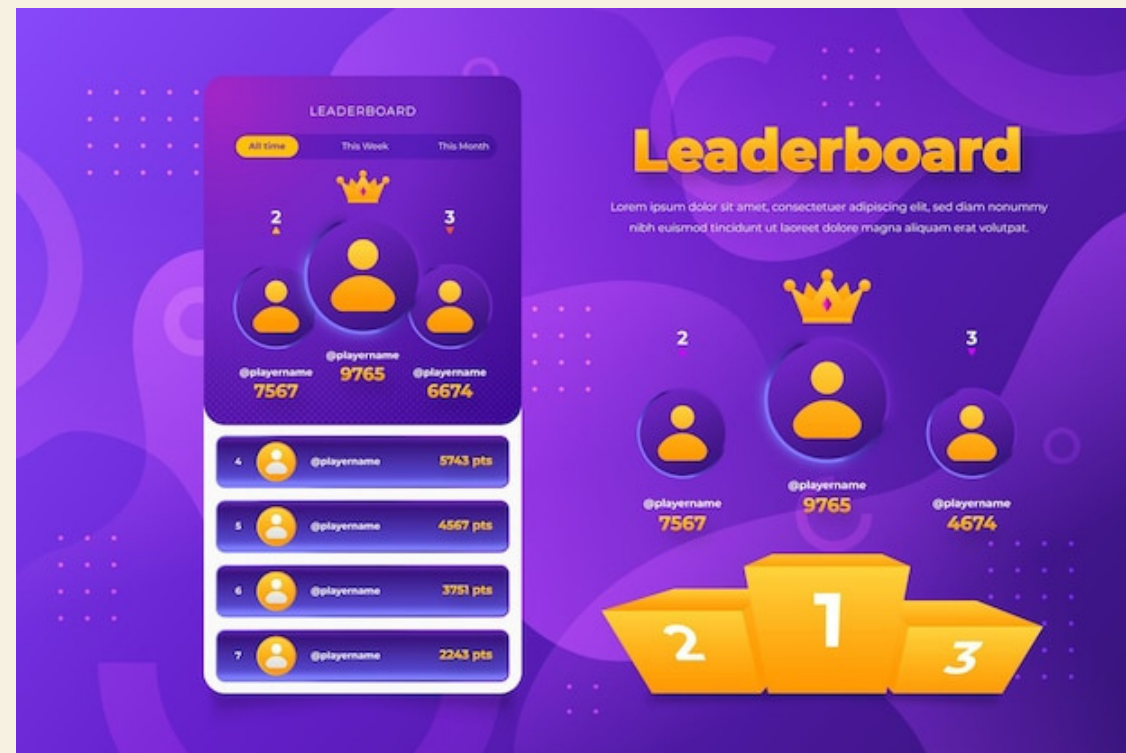 LEADERBOARD
All time This Week This Month
2
3
@playername
9765
@playername
7567
@playername
6674
4 @playername 5743 pts
5 @playername 4567 pts
6 @playername 3751 pts
7 @playername 2243 pts
Leaderboard
Lorem ipsum dolor sit amet, consectetuer adipiscing elit, sed diam nonummy
nibh euismod tincidunt ut laoreet dolore magna aliquam erat volutpat.
2
3
@playername
9765
@playername
7567
@playername
4674
1
2
3